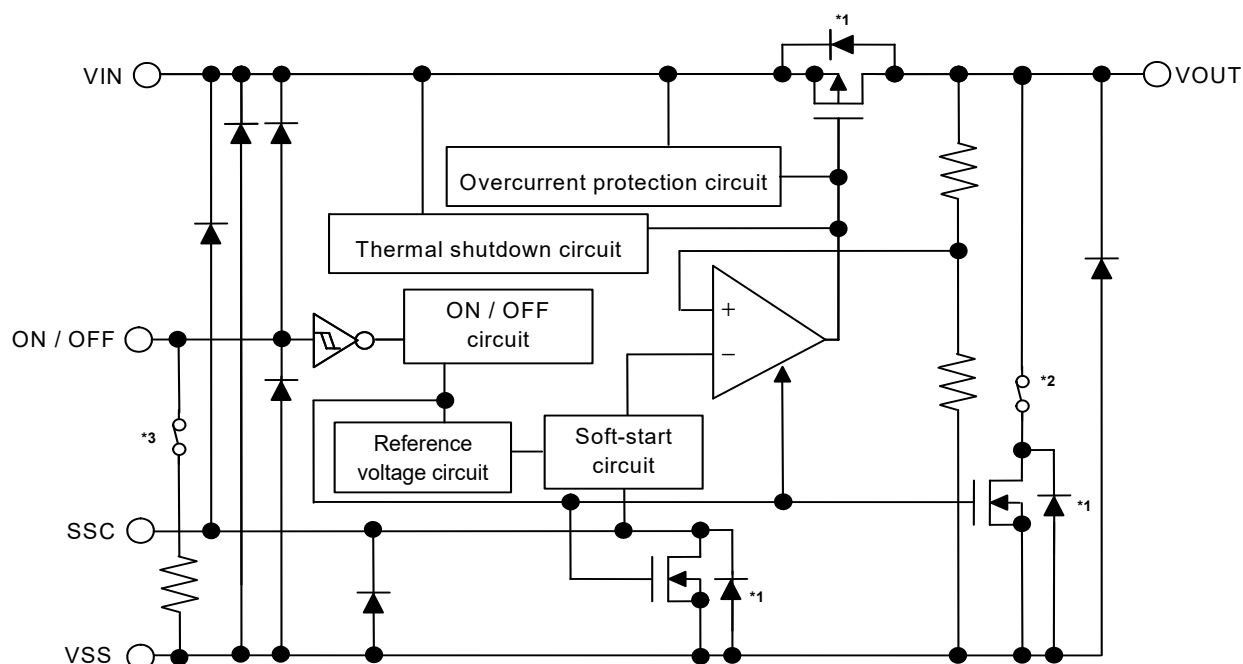 *1
VIN
VOUT
Overcurrent protection circuit
Thermal shutdown circuit
ON / OFF
ON / OFF
circuit
+
−
*2
*3
Reference
voltage circuit
Soft-start
circuit
SSC
*1
*1
VSS